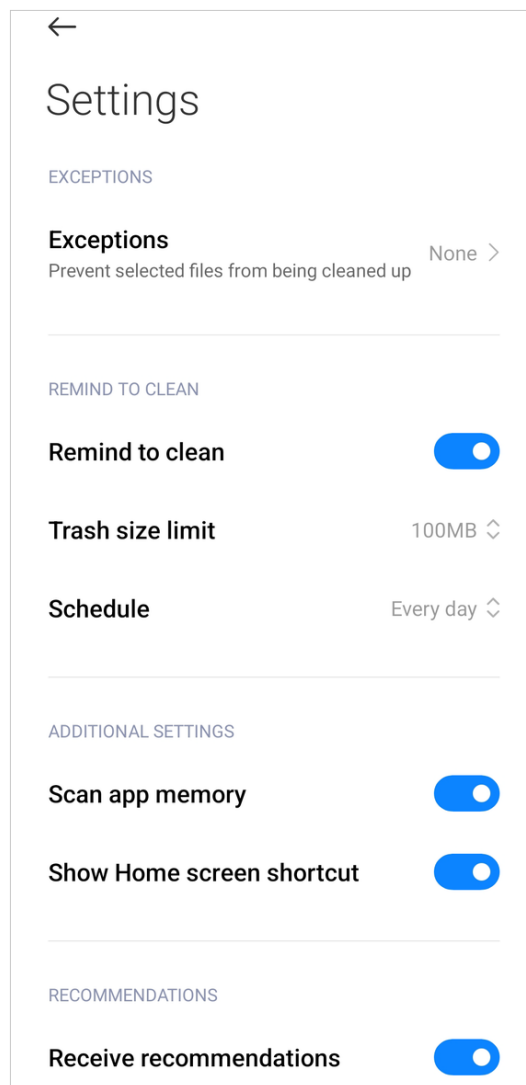 Settings
EXCEPTIONS
Exceptions
Prevent selected files from being cleaned up
None
REMIND TO CLEAN
Remind to clean
Trash size limit
100MB
Schedule
Every day
ADDITIONAL SETTINGS
Scan app memory
Show Home screen shortcut
RECOMMENDATIONS
Receive recommendations